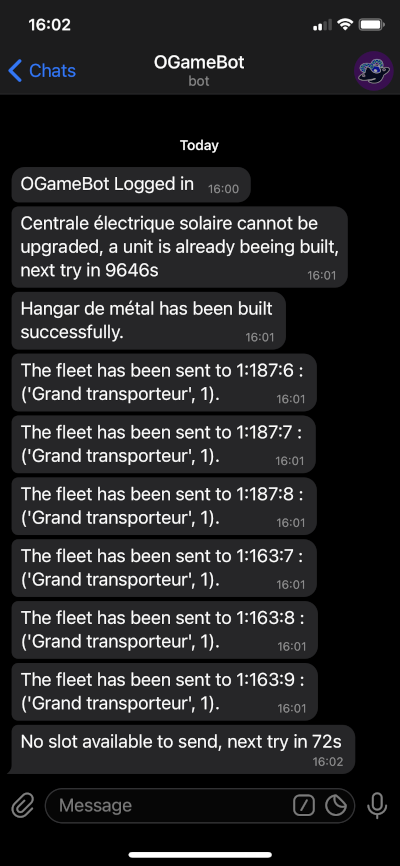 16:02
Chats
OGameBot
bot
Today
OGameBot Logged in 16:00
Centrale électrique solaire cannot be
upgraded, a unit is already beeing built,
next try in 9646s 16:01
Hangar de métal has been built
successfully. 16:01
The fleet has been sent to 1:187:6 :
('Grand transporteur', 1). 16:01
The fleet has been sent to 1:187:7 :
('Grand transporteur', 1). 16:01
The fleet has been sent to 1:187:8 :
('Grand transporteur', 1). 16:01
The fleet has been sent to 1:163:7 :
('Grand transporteur', 1). 16:01
The fleet has been sent to 1:163:8 :
('Grand transporteur', 1). 16:01
The fleet has been sent to 1:163:9 :
('Grand transporteur', 1). 16:01
No slot available to send, next try in 72s
16:02
Message